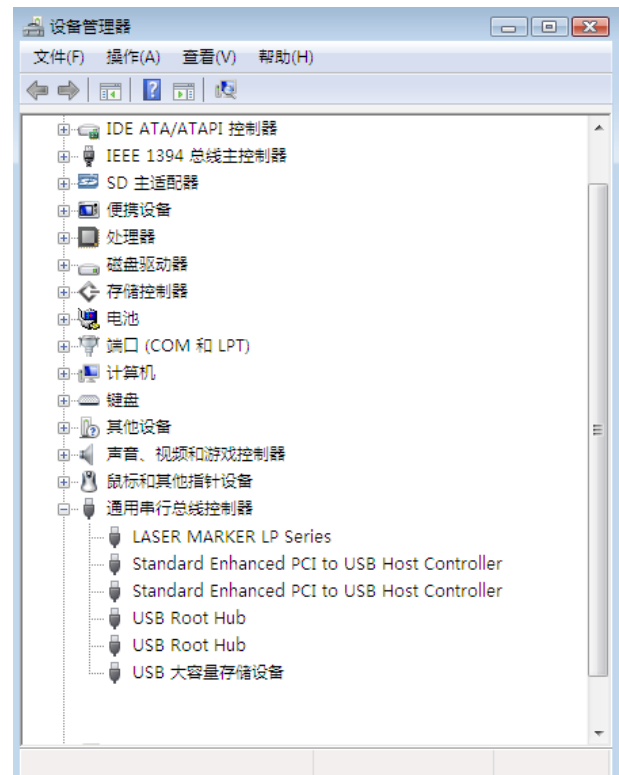 设备管理器
文件(F) 操作(A) 查看(V) 帮助(H)
IDE ATA/ATAPI 控制器
IEEE 1394 总线主控制器
SD 主适配器
便携设备
处理器
磁盘驱动器
存储控制器
电池
端口 (COM 和 LPT)
计算机
键盘
其他设备
声音、视频和游戏控制器
鼠标和其他指针设备
通用串行总线控制器
LASER MARKER LP Series
Standard Enhanced PCI to USB Host Controller
Standard Enhanced PCI to USB Host Controller
USB Root Hub
USB Root Hub
USB 大容量存储设备